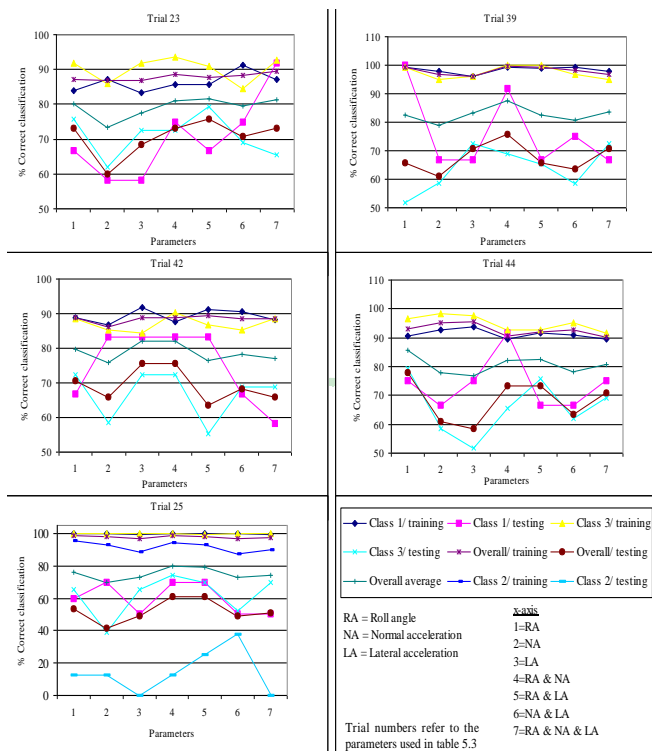 Trial 23
% Correct classification
100
90
80
70
60
50
1 2 3 4 5 6 7
Parameters
Trial 39
% Correct classification
100
90
80
70
60
50
1 2 3 4 5 6 7
Parameters
Trial 42
% Correct classification
100
90
80
70
60
50
1 2 3 4 5 6 7
Parameters
Trial 44
% Correct classification
110
100
90
80
70
60
50
1 2 3 4 5 6 7
Parameters
Trial 25
% Correct classification
100
80
60
40
20
0
1 2 3 4 5 6 7
Parameters
Class 1/ training Class 1/ testing Class 3/ training
Class 3/ testing Overall/ training Overall/ testing
Overall average Class 2/ training Class 2/ testing
RA = Roll angle
NA = Normal acceleration
LA = Lateral acceleration
x-axis
1=RA
2=NA
3=LA
4=RA & NA
5=RA & LA
6=NA & LA
7=RA & NA & LA
Trial numbers refer to the
parameters used in table 5.3